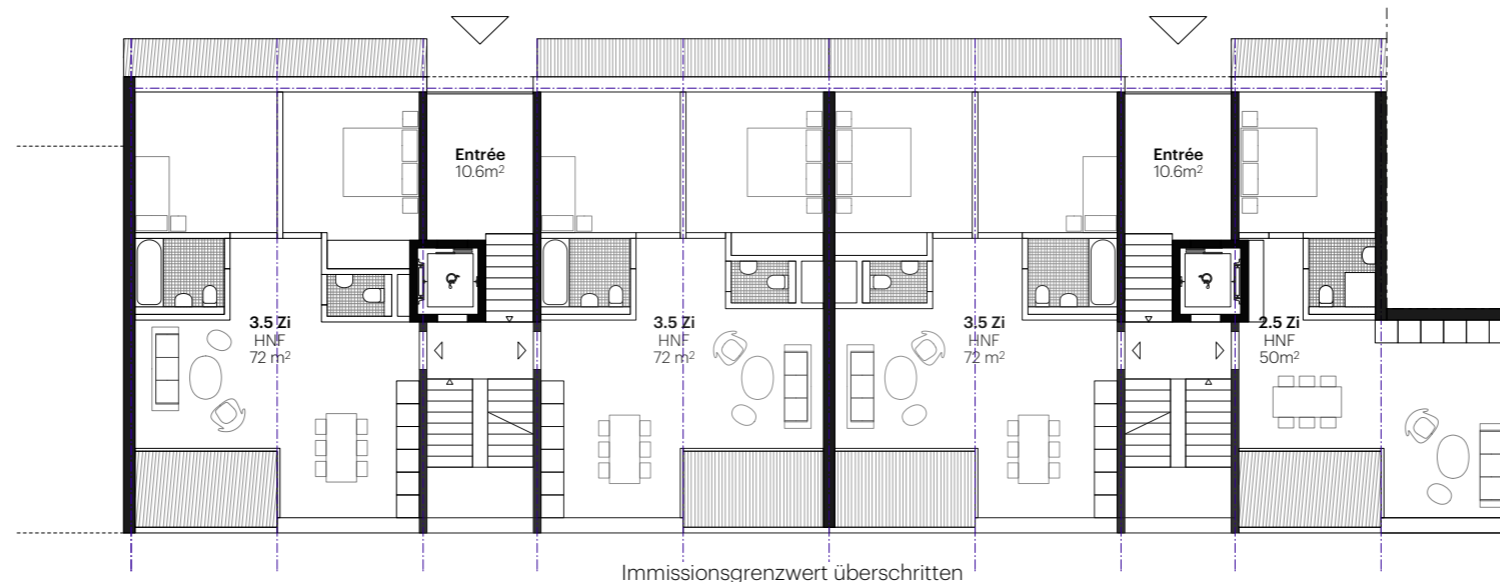 Entrée
10.6m²
Entrée
10.6m²
3.5 Zi
HNF
72 m²
3.5 Zi
HNF
72 m²
3.5 Zi
HNF
72 m²
2.5 Zi
HNF
50m²
Immissionsgrenzwert überschritten